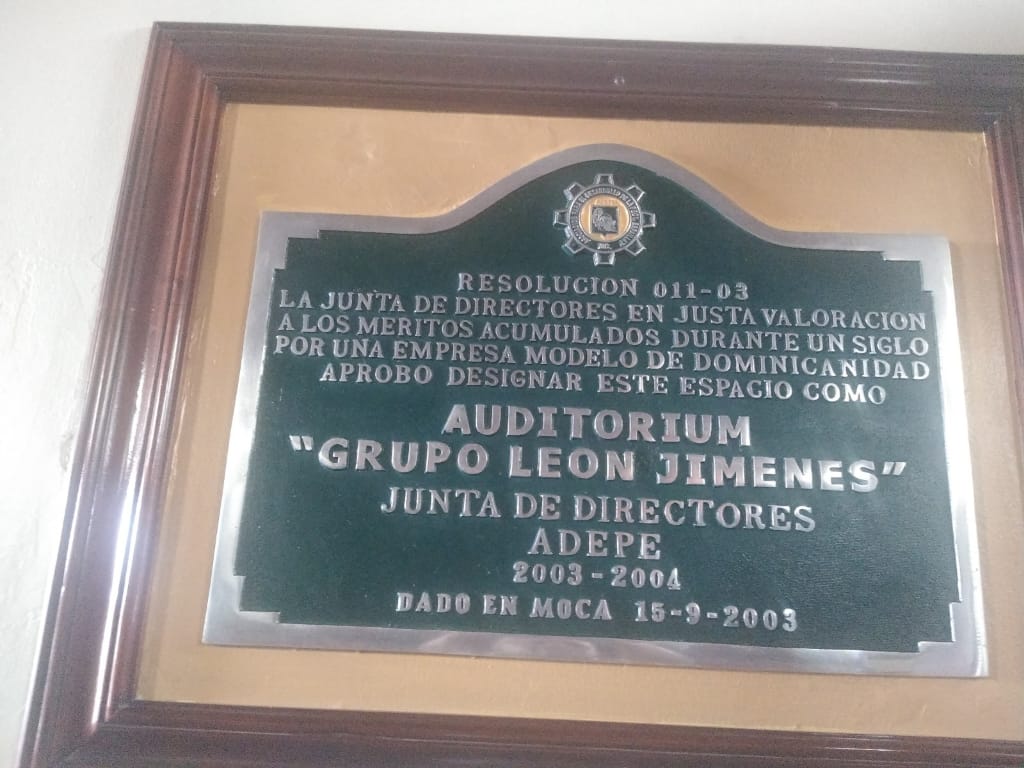 RESOLUCION 011-03
LA JUNTA DE DIRECTORES EN JUSTA VALORACION
A LOS MERITOS ACUMULADOS DURANTE UN SIGLO
POR UNA EMPRESA MODELO DE DOMINICANIDAD
APROBO DESIGNAR ESTE ESPACIO COMO
AUDITORIUM
"GRUPO LEON JIMENES"
JUNTA DE DIRECTORES
ADEPE
2003-2004
DADO EN MOCA 15-9-2003